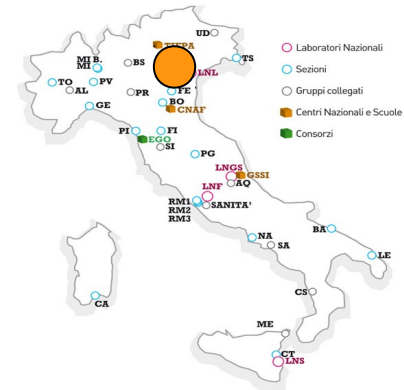 UD
TIFPA
MI B.
MI
BS
TS
LNL
TO
PV
AL
PR
FE
BO
GE
CNAF
PI
FI
EGO
SI
PG
LNGS
GSSI
AQ
LNF
RM1
SANITA'
RM2
RM3
BA
NA
SA
LE
CA
CS
ME
CT
LNS
Laboratori Nazionali
Sezioni
Gruppi collegati
Centri Nazionali e Scuole
Consorzi